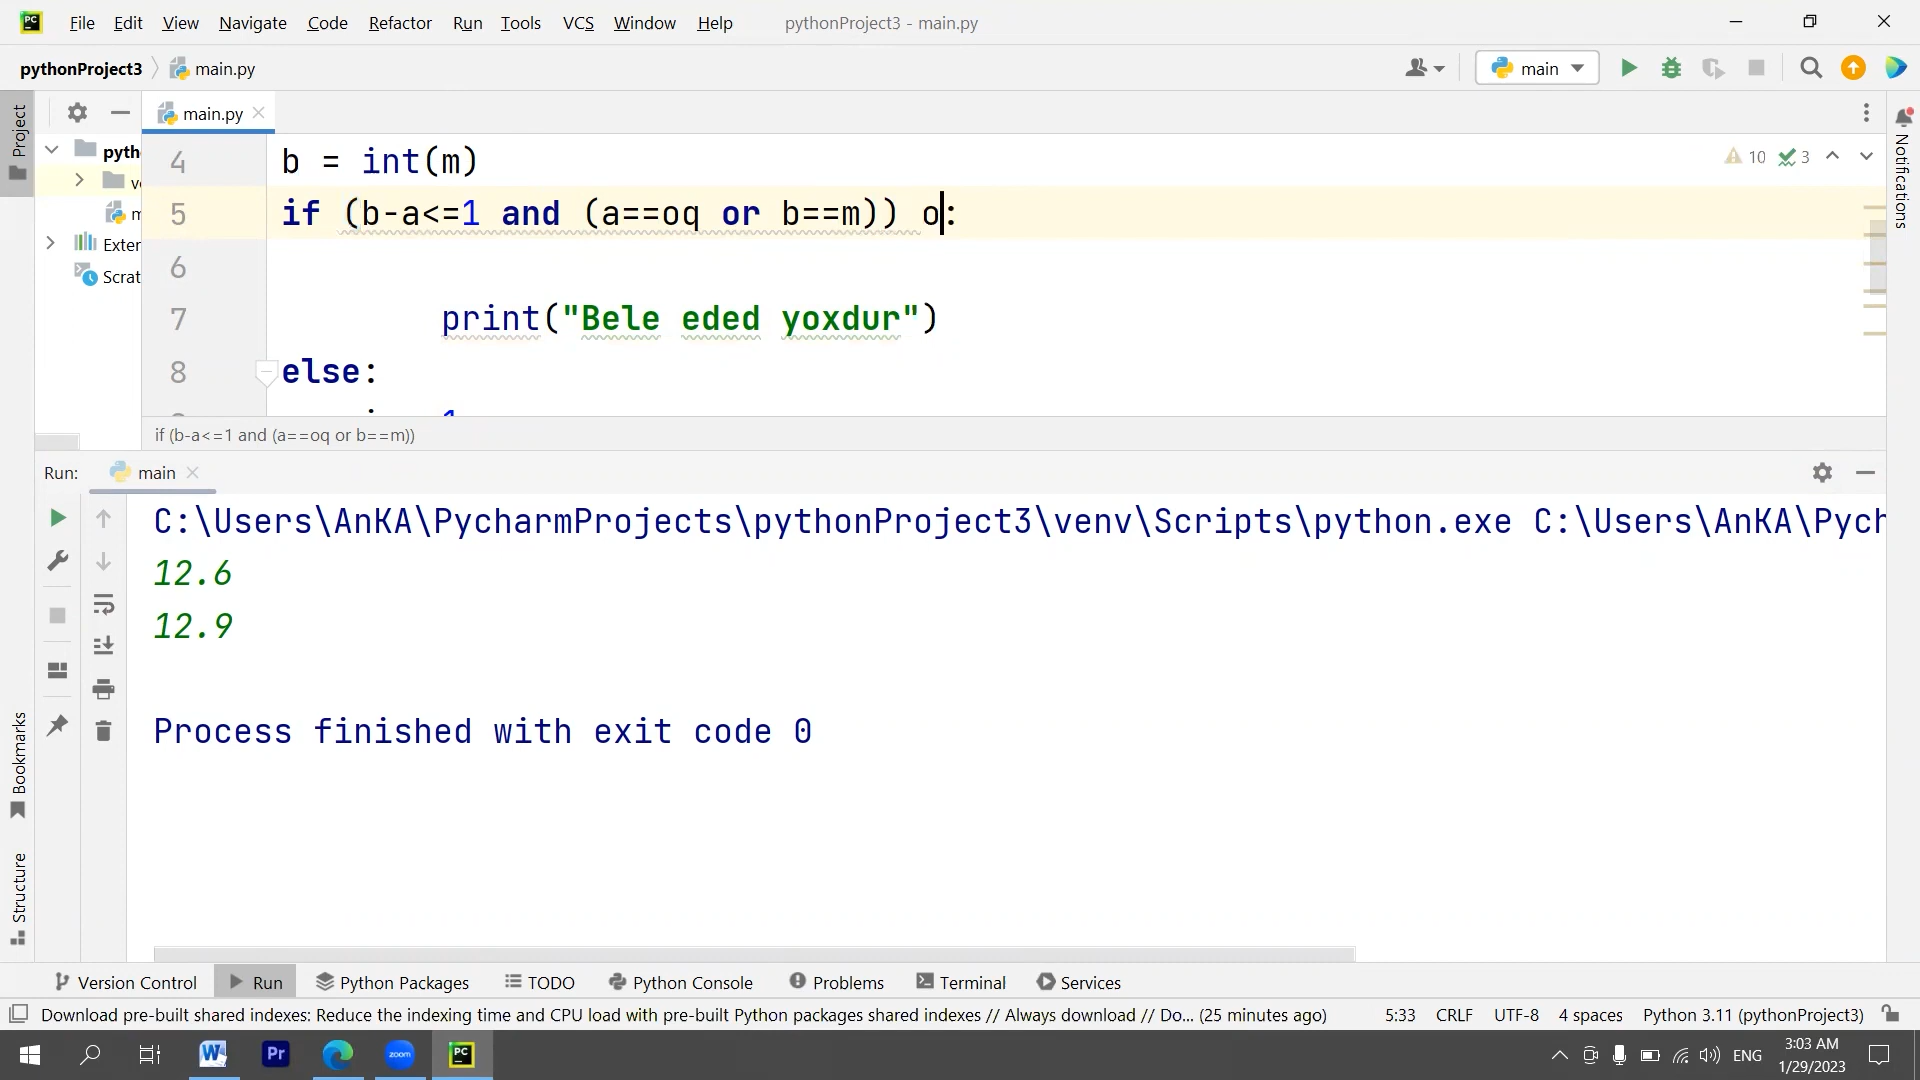 File Edit View Navigate Code Refactor Run Tools VCS Window Help pythonProject3 - main.py
pythonProject3 main.py main
Project
main.py
Notifications
pyth
Exter
Scrat
4 b = int(m)
10 3
5 if (b-a<=1 and (a==oq or b==m)) o:
6
7 print("Bele eded yoxdur")
8 else:
if (b-a<=1 and (a==oq or b==m))
Run: main
C:\Users\AnKA\PycharmProjects\pythonProject3\venv\Scripts\python.exe C:\Users\AnKA\Pych
12.6
12.9
Process finished with exit code 0
Bookmarks
Structure
Version Control Run Python Packages TODO Python Console Problems Terminal Services
Download pre-built shared indexes: Reduce the indexing time and CPU load with pre-built Python packages shared indexes // Always download // Do... (25 minutes ago) 5:33 CRLF UTF-8 4 spaces Python 3.11 (pythonProject3)
W Pr zoom PC ENG 3:03 AM
1/29/2023